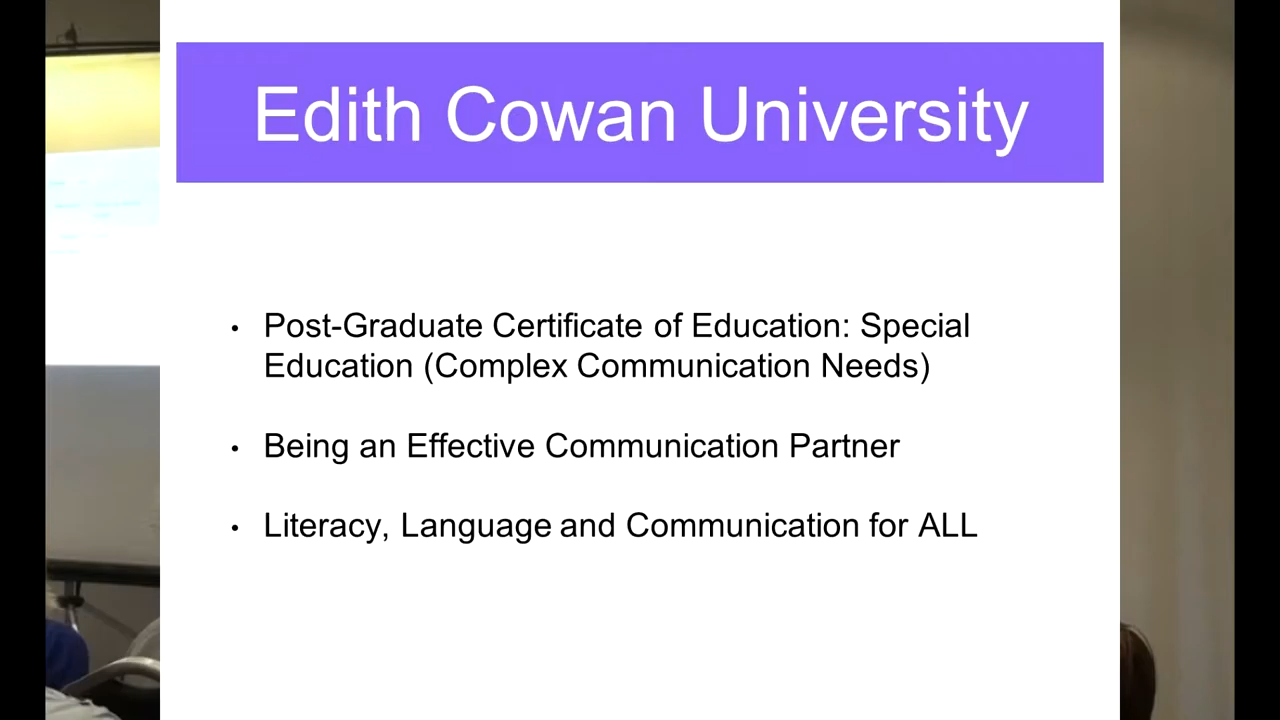 Edith Cowan University
• Post-Graduate Certificate of Education: Special
Education (Complex Communication Needs)
• Being an Effective Communication Partner
• Literacy, Language and Communication for ALL